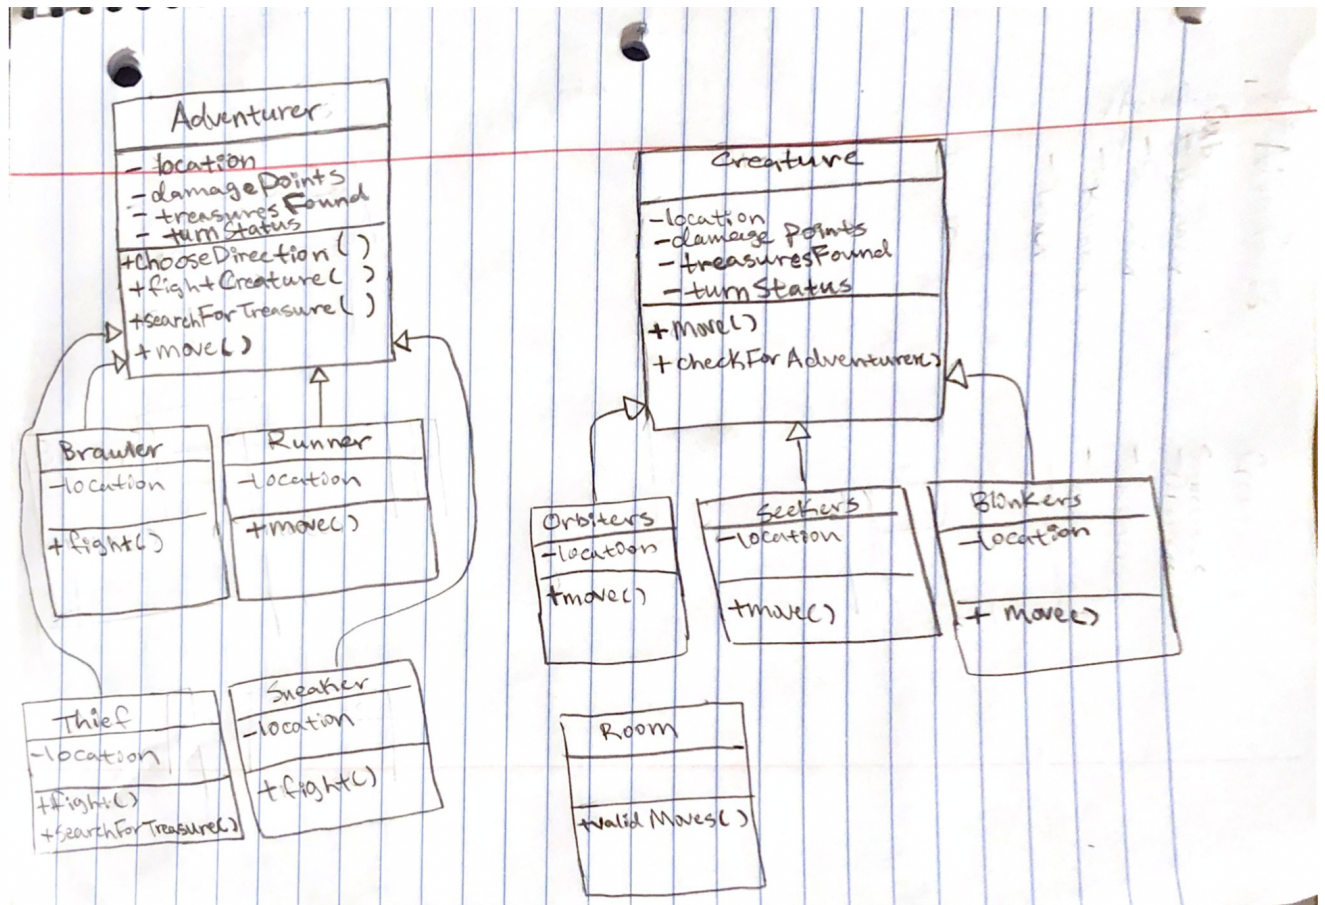 Adventurer
- location
- damagePoints
- treasuresFound
- turnStatus
+chooseDirection()
+fightCreature()
+searchForTreasure()
+move()
Creature
-location
-damage Points
-treasuresFound
-turnStatus
+move()
+checkForAdventurer()
Brawler
-location
+fight()
Runner
-location
+move()
Orbiters
-location
+move()
Seekers
-location
+move()
Blinkers
-location
+ move()
Thief
-location
+fight()
+searchForTreasure()
Sneaker
-location
+fight()
Room
+validMoves()